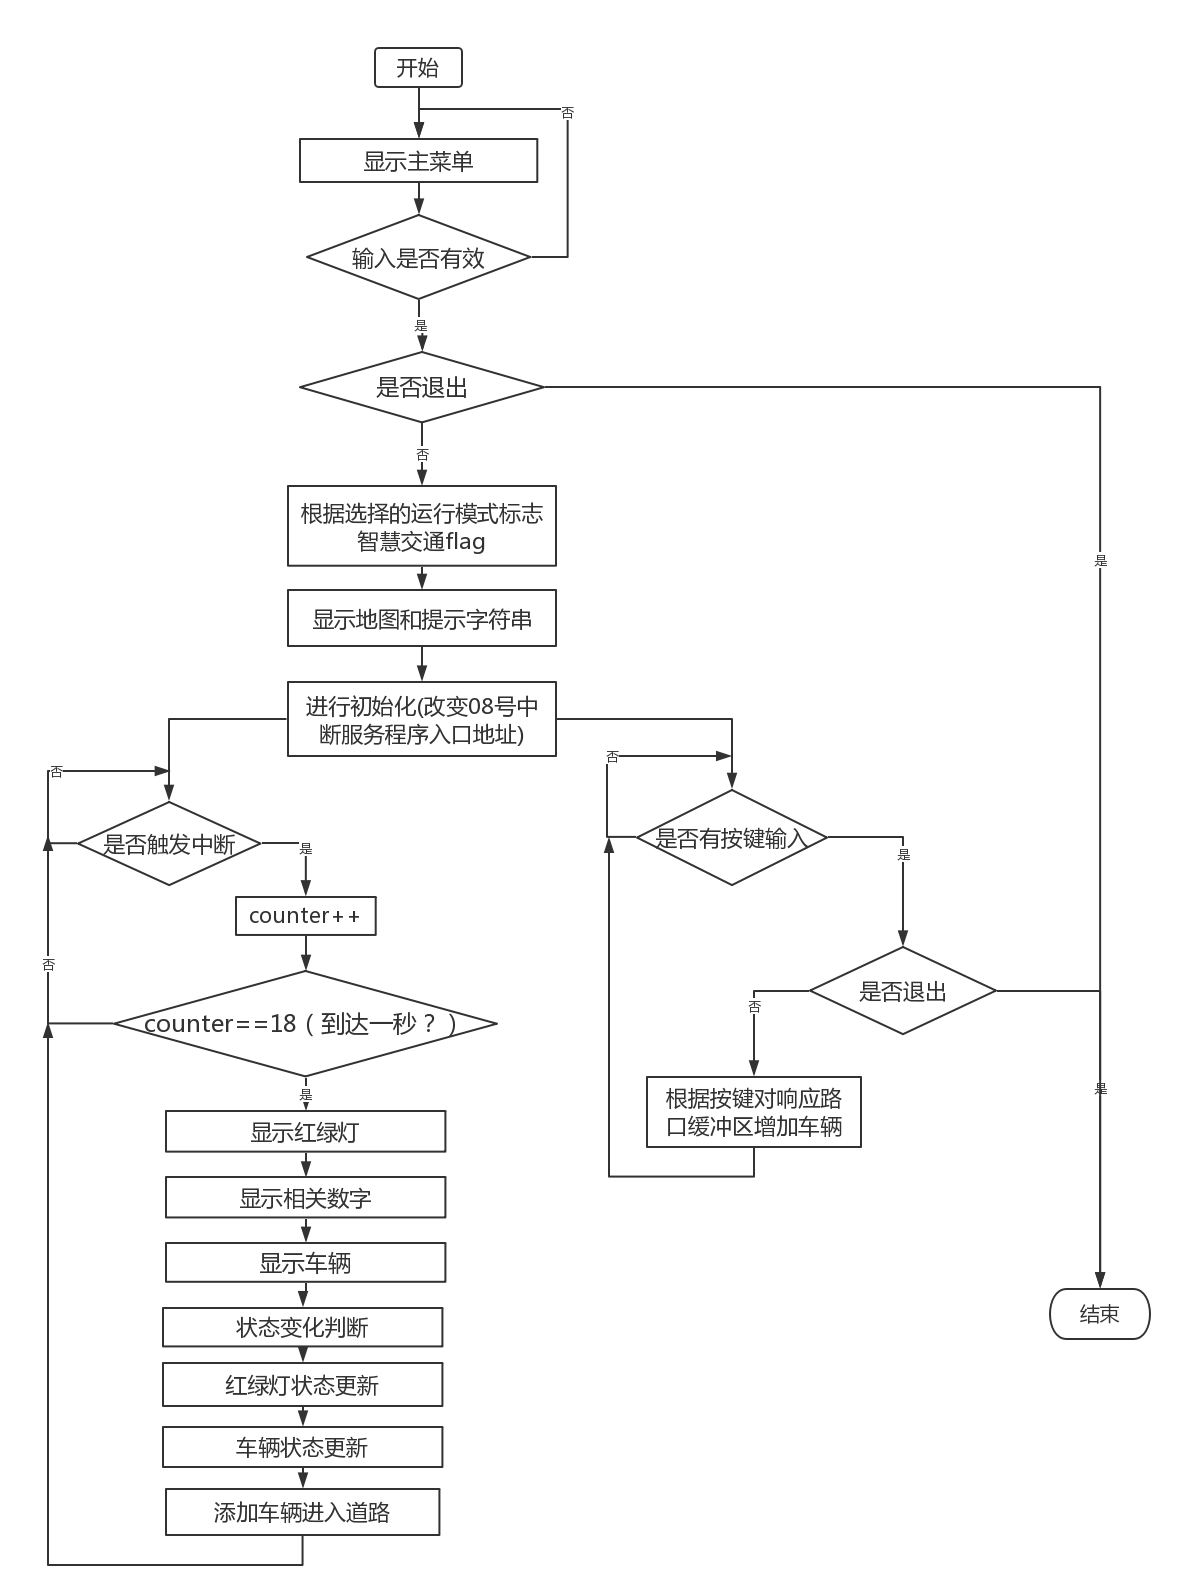 开始
否
显示主菜单
输入是否有效
是
是否退出
否
根据选择的运行模式标志
智慧交通flag
是
显示地图和提示字符串
进行初始化(改变08号中
断服务程序入口地址)
否
否
是否触发中断
是
是否有按键输入
是
counter++
否
是否退出
否
counter==18（到达一秒？）
是
是
根据按键对响应路
口缓冲区增加车辆
显示红绿灯
显示相关数字
显示车辆
结束
状态变化判断
红绿灯状态更新
车辆状态更新
添加车辆进入道路